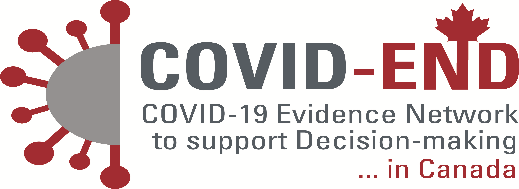 COVID-END
COVID-19 Evidence Network
to support Decision-making
... in Canada